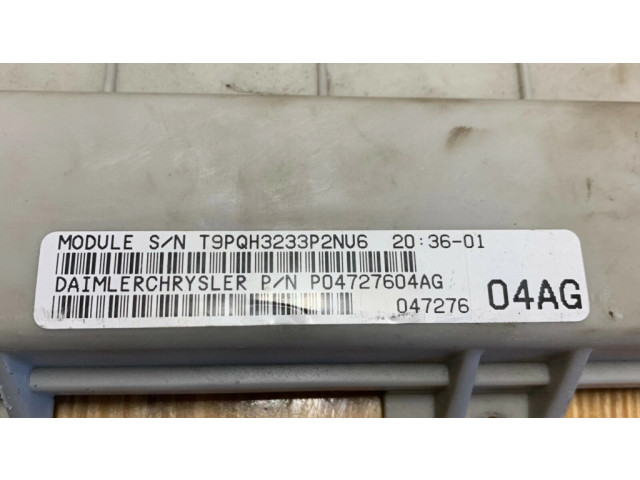 MODULE S/N T9PQH3233P2NU6 20:36-01
DAIMLERCHRYSLER P/N P04727604AG
047276 04AG